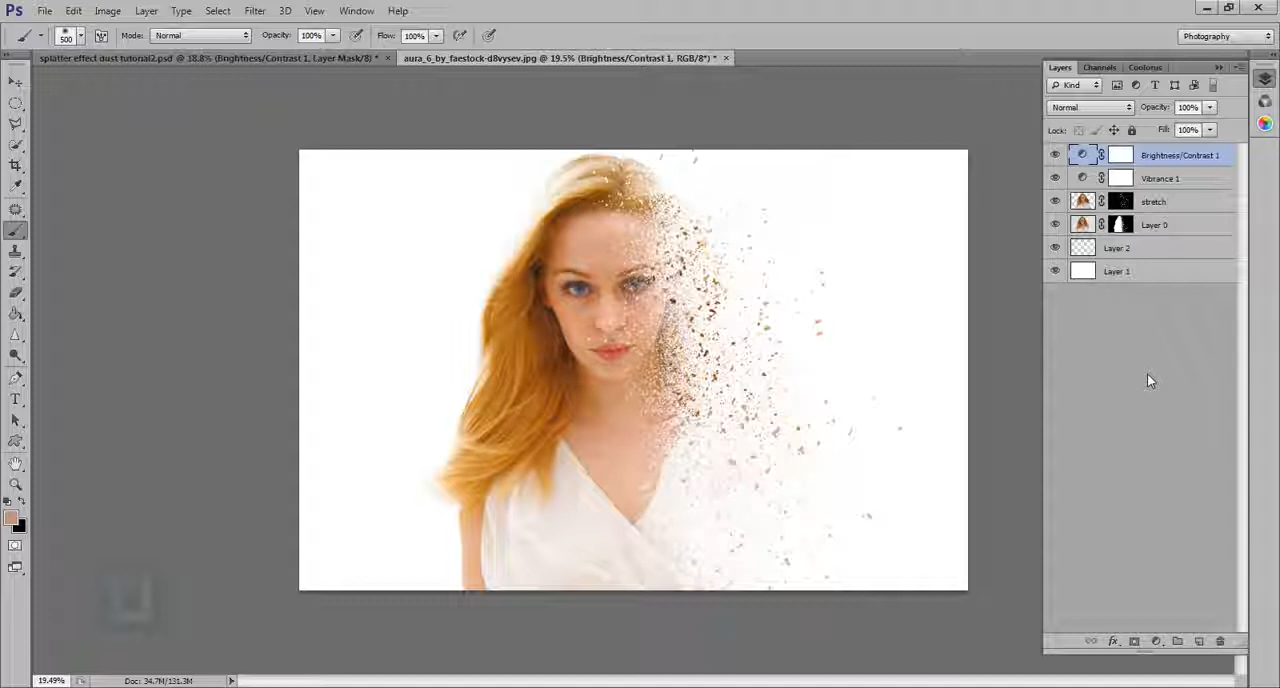 Ps File Edit Image Layer Type Select Filter 3D View Window Help
500 Mode: Normal Opacity: 100% Flow: 100% Photography
splatter effect dust tutorial2.psd @ 18.8% (Brightness/Contrast 1, Layer Mask/8) * × aura_6_by_faestock-d8vysev.jpg @ 19.5% (Brightness/Contrast 1, RGB/8*) * ×
Layers Channels Coolorus
Kind
Normal Opacity: 100%
Lock: Fill: 100%
Brightness/Contrast 1
Vibrance 1
stretch
Layer 0
Layer 2
Layer 1
fx
19.49% Doc: 34.7M/131.3M